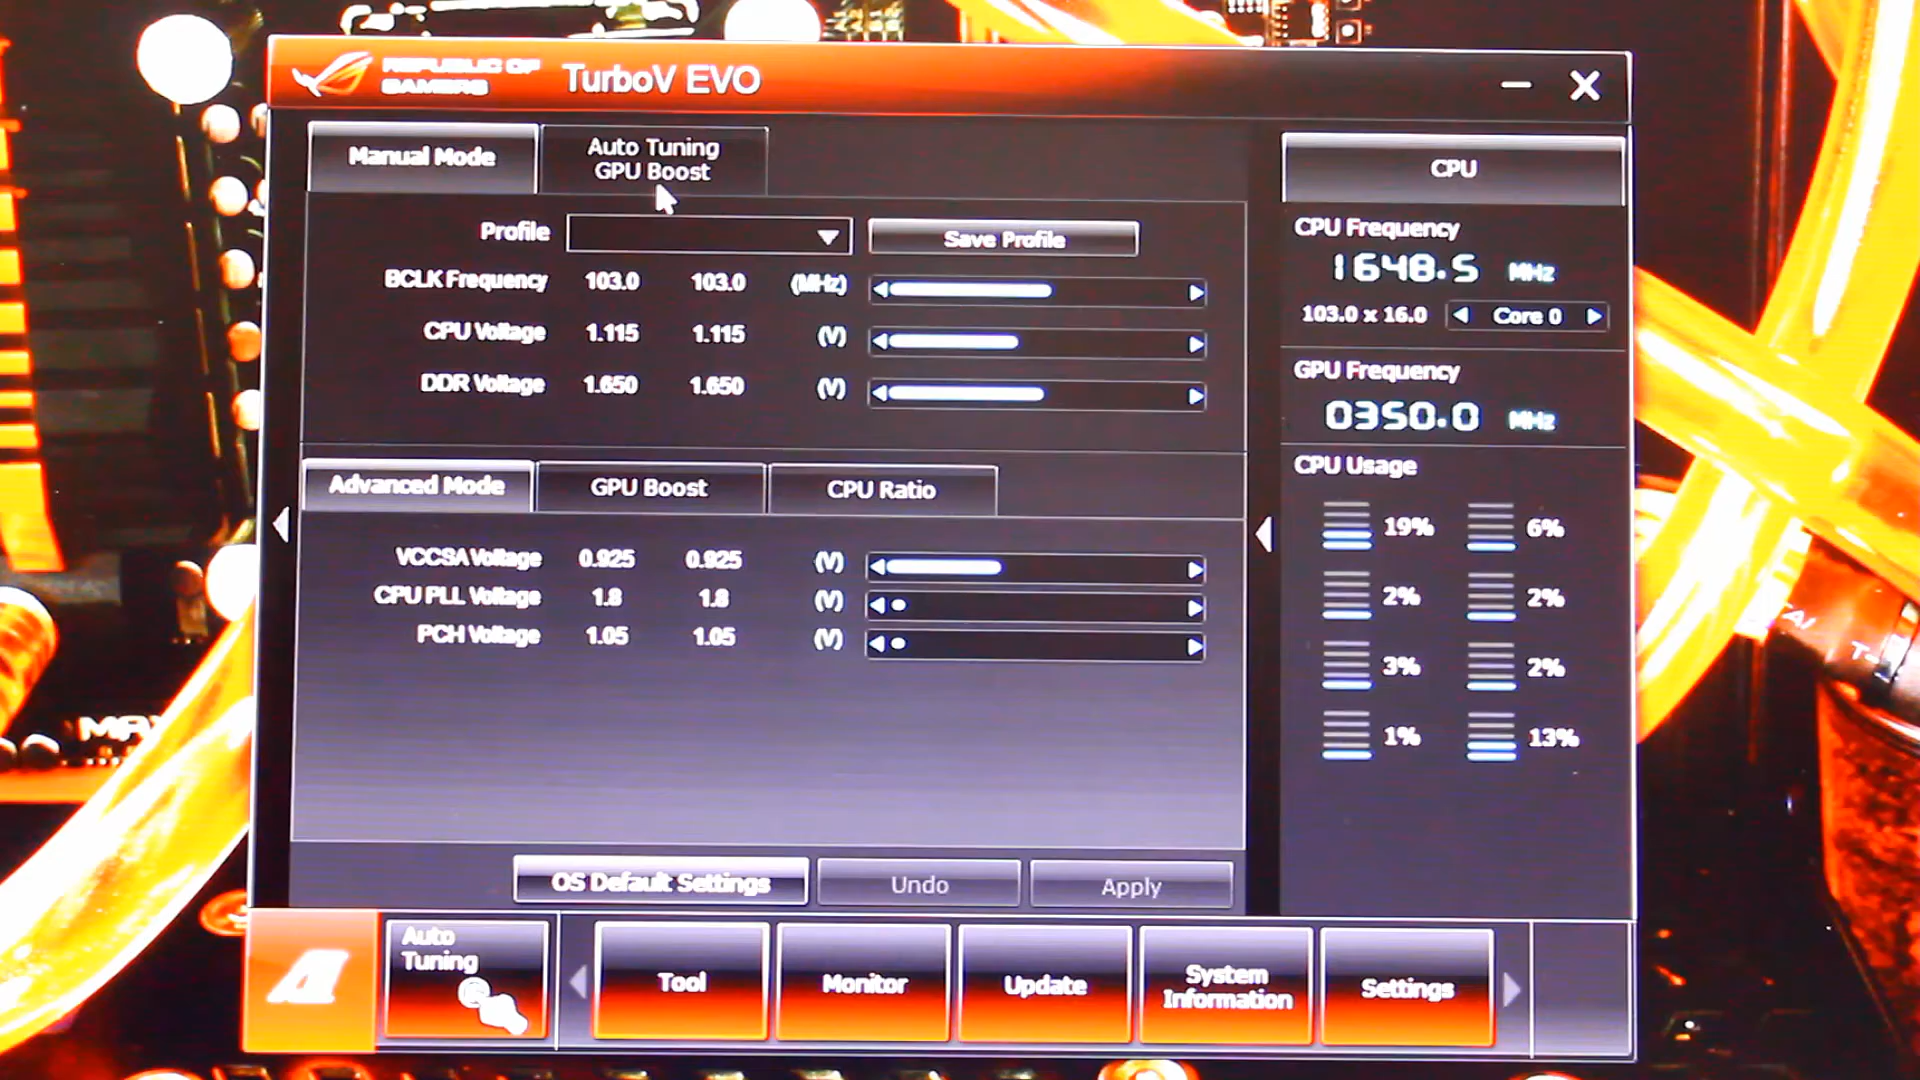 REPUBLIC OF
GAMERS
TurboV EVO
Manual Mode
Auto Tuning
GPU Boost
Profile
Save Profile
BCLK Frequency 103.0 103.0 (MHz)
CPU Voltage 1.115 1.115 (V)
DDR Voltage 1.650 1.650 (V)
Advanced Mode
GPU Boost
CPU Ratio
VCCSA Voltage 0.925 0.925 (V)
CPU PLL Voltage 1.8 1.8 (V)
PCH Voltage 1.05 1.05 (V)
OS Default Settings
Undo
Apply
CPU
CPU Frequency
1648.5 MHz
103.0 x 16.0 Core 0
GPU Frequency
0350.0 MHz
CPU Usage
19% 6%
2% 2%
3% 2%
1% 13%
Auto
Tuning
Tool
Monitor
Update
System
Information
Settings